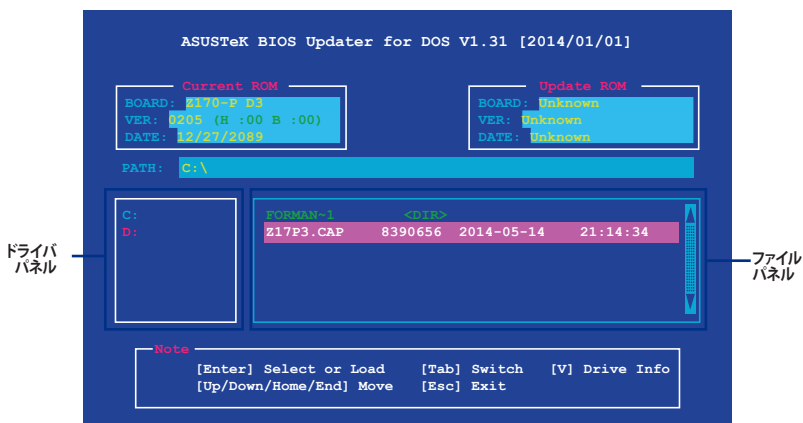 ASUSTeK BIOS Updater for DOS V1.31 [2014/01/01]
Current ROM
BOARD: Z170-P D3
VER: 0205 (H :00 B :00)
DATE: 12/27/2089
Update ROM
BOARD: Unknown
VER: Unknown
DATE: Unknown
PATH: C:\
C:
D:
FORMAN~1 <DIR>
Z17P3.CAP 8390656 2014-05-14 21:14:34
ドライバ
パネル
ファイル
パネル
Note
[Enter] Select or Load [Tab] Switch [V] Drive Info
[Up/Down/Home/End] Move [Esc] Exit